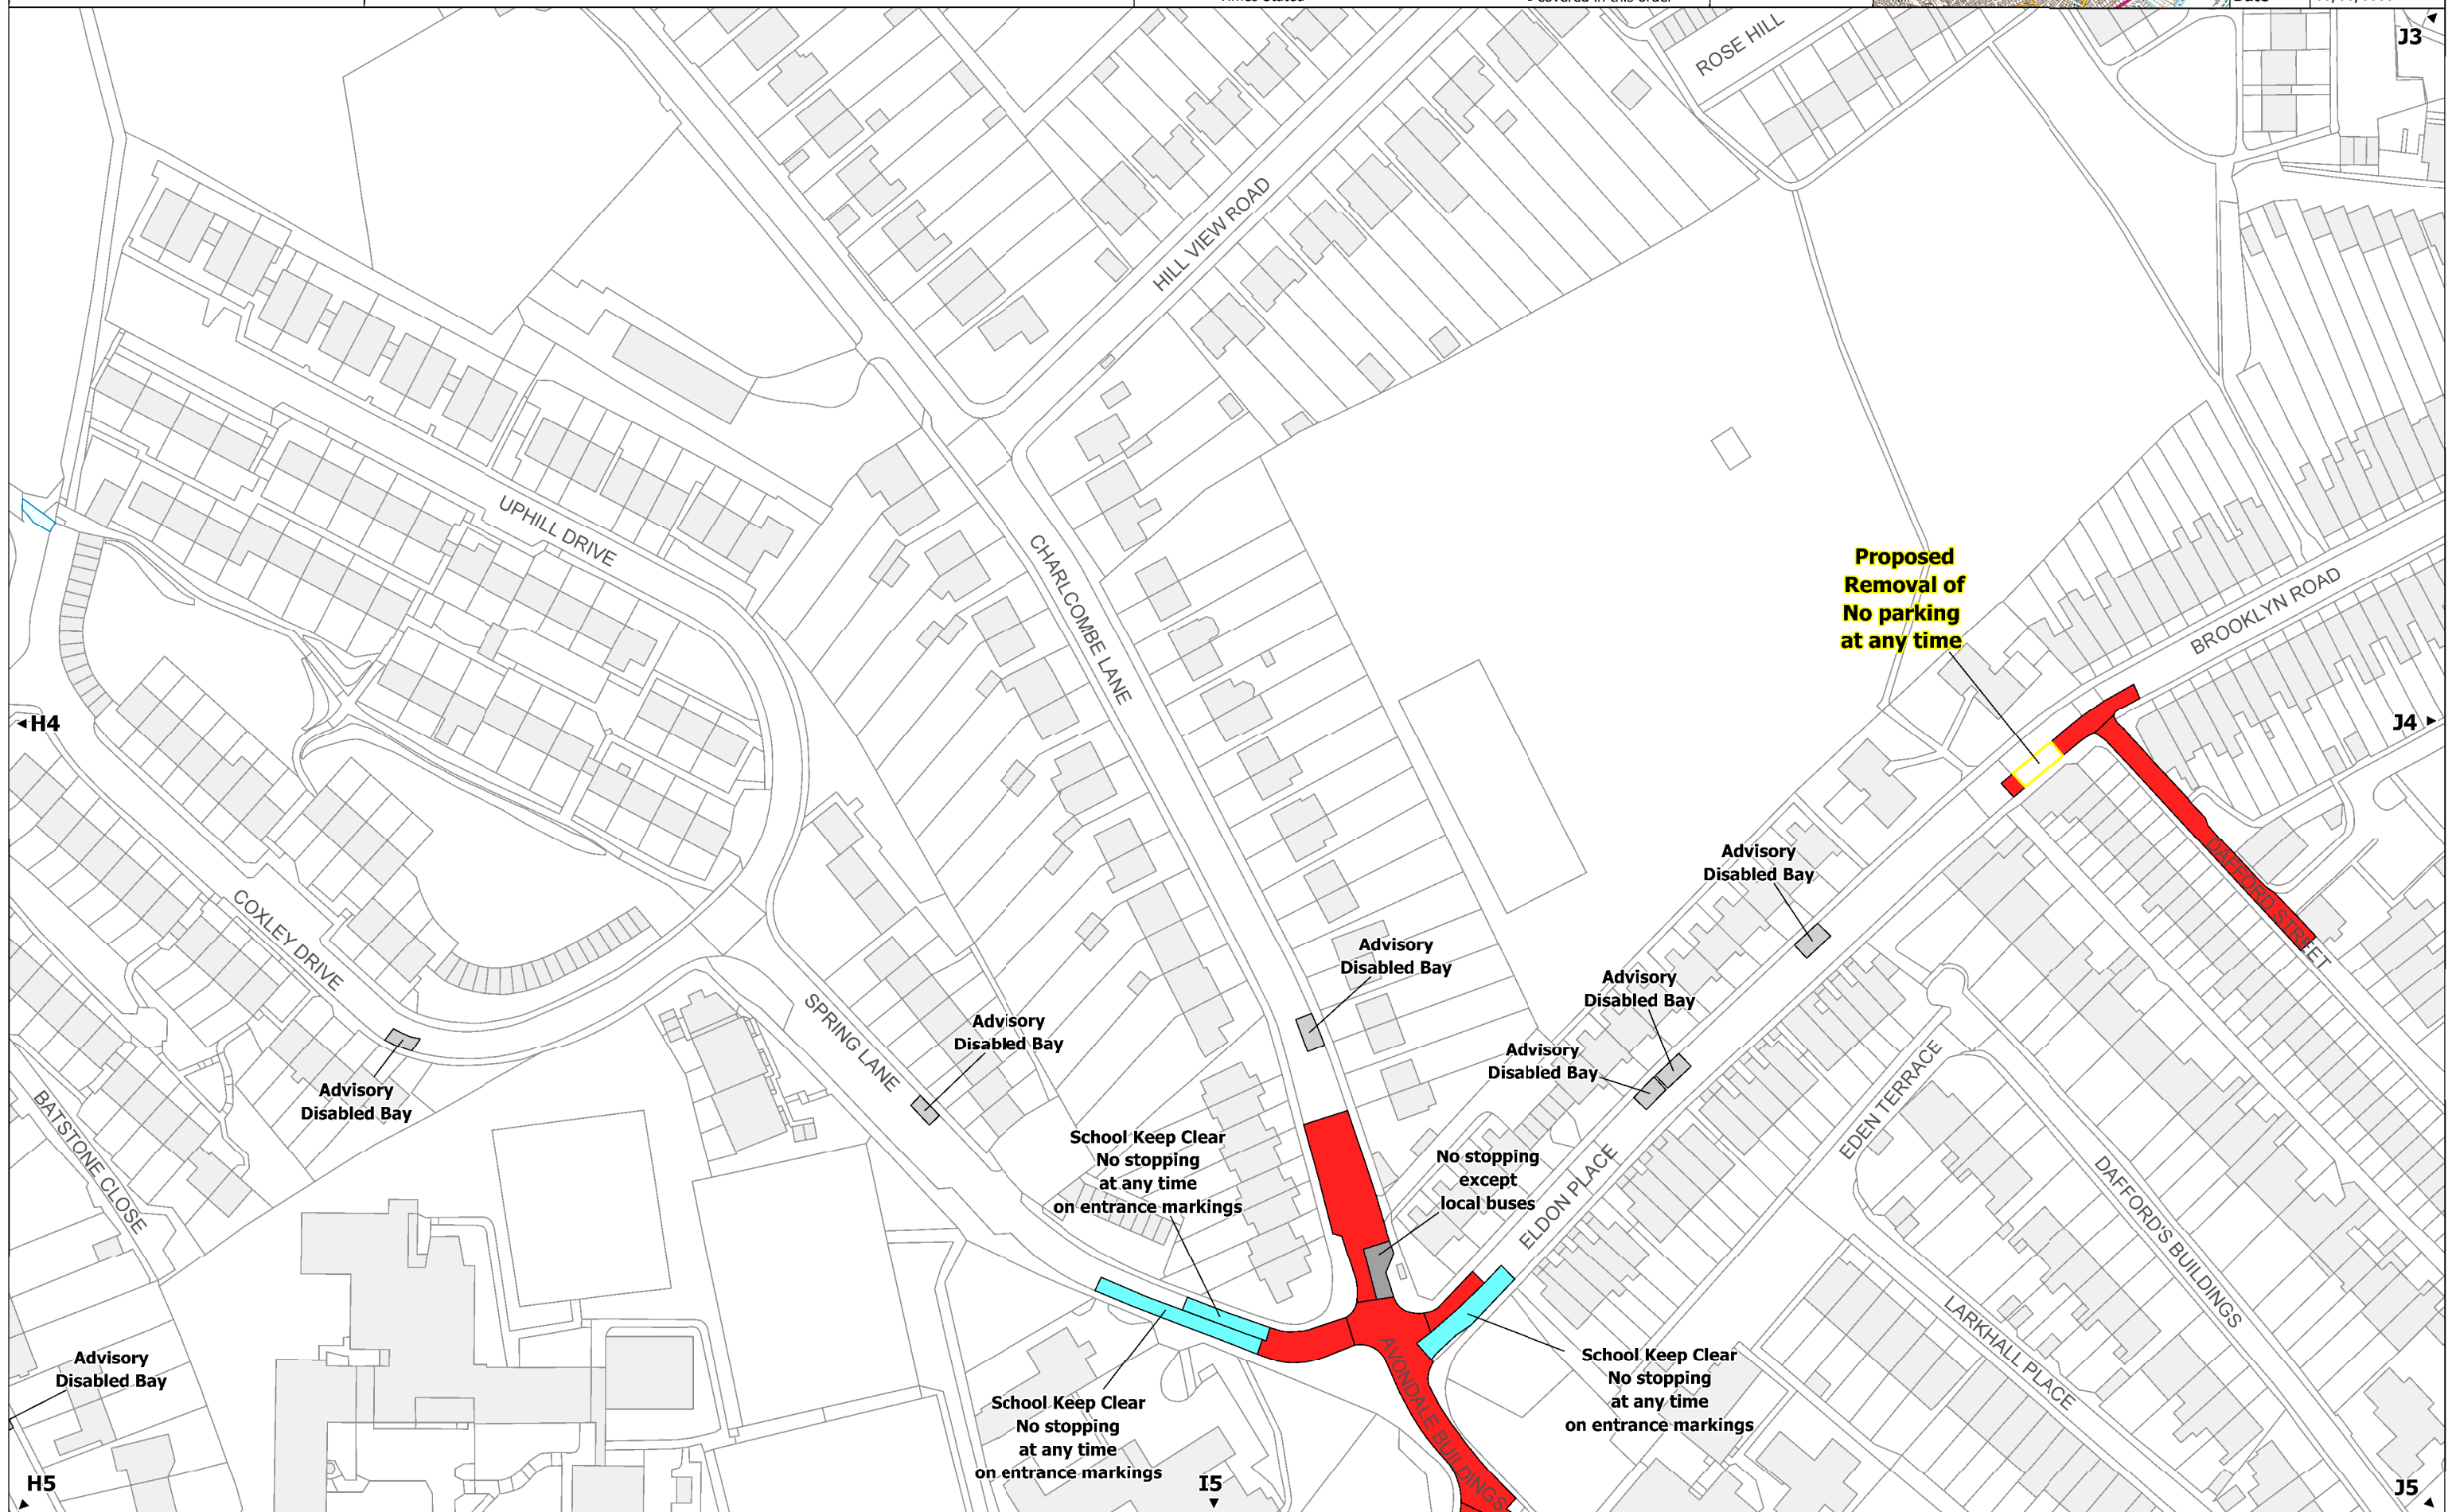 ROSE HILL
J3
HILL VIEW ROAD
UPHILL DRIVE
CHARLCOMBE LANE
Proposed
Removal of
No parking
at any time
BROOKLYN ROAD
H4
J4
DAFFORD STREET
Advisory
Disabled Bay
COXLEY DRIVE
Advisory
Disabled Bay
Advisory
Disabled Bay
SPRING LANE
Advisory
Disabled Bay
Advisory
Disabled Bay
Advisory
Disabled Bay
BATSTONE CLOSE
EDEN TERRACE
School Keep Clear
No stopping
at any time
on entrance markings
No stopping
except
local buses
ELDON PLACE
DAFFORD'S BUILDINGS
LARKHALL PLACE
Advisory
Disabled Bay
AVONDALE BUILDINGS
School Keep Clear
No stopping
at any time
on entrance markings
School Keep Clear
No stopping
at any time
on entrance markings
H5
I5
J5